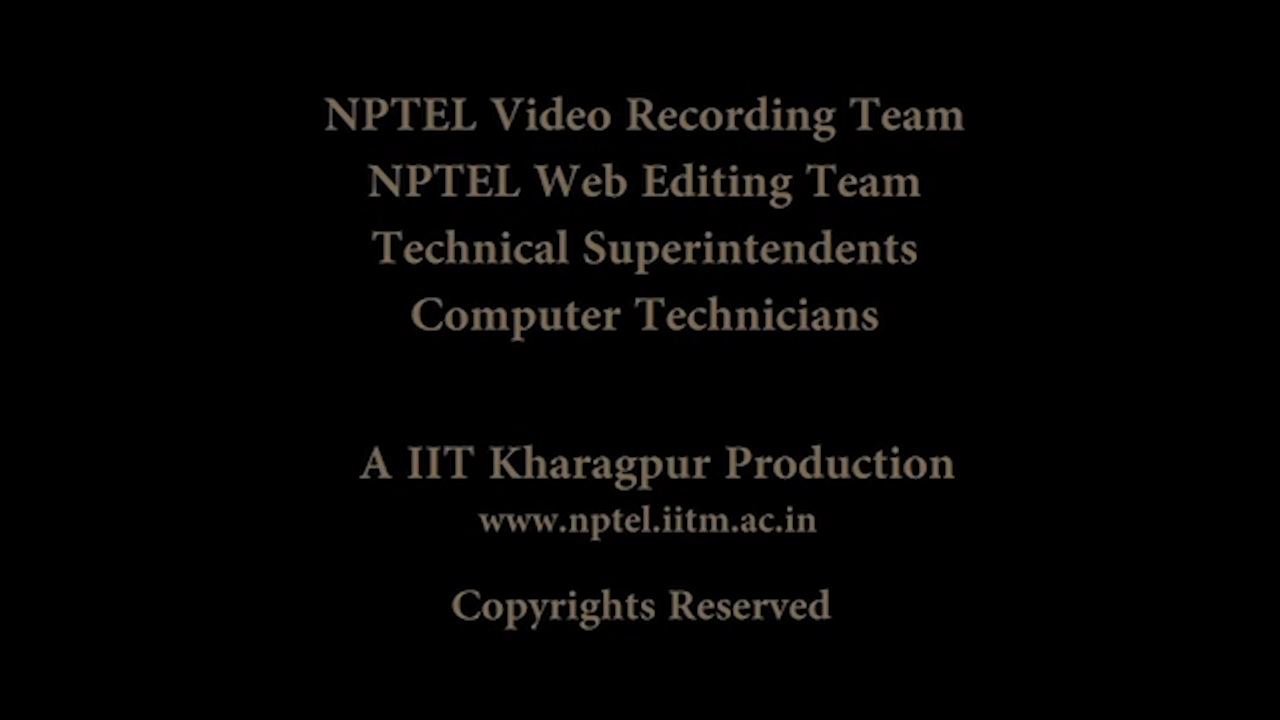 NPTEL Video Recording Team
NPTEL Web Editing Team
Technical Superintendents
Computer Technicians
A IIT Kharagpur Production
www.nptel.iitm.ac.in
Copyrights Reserved